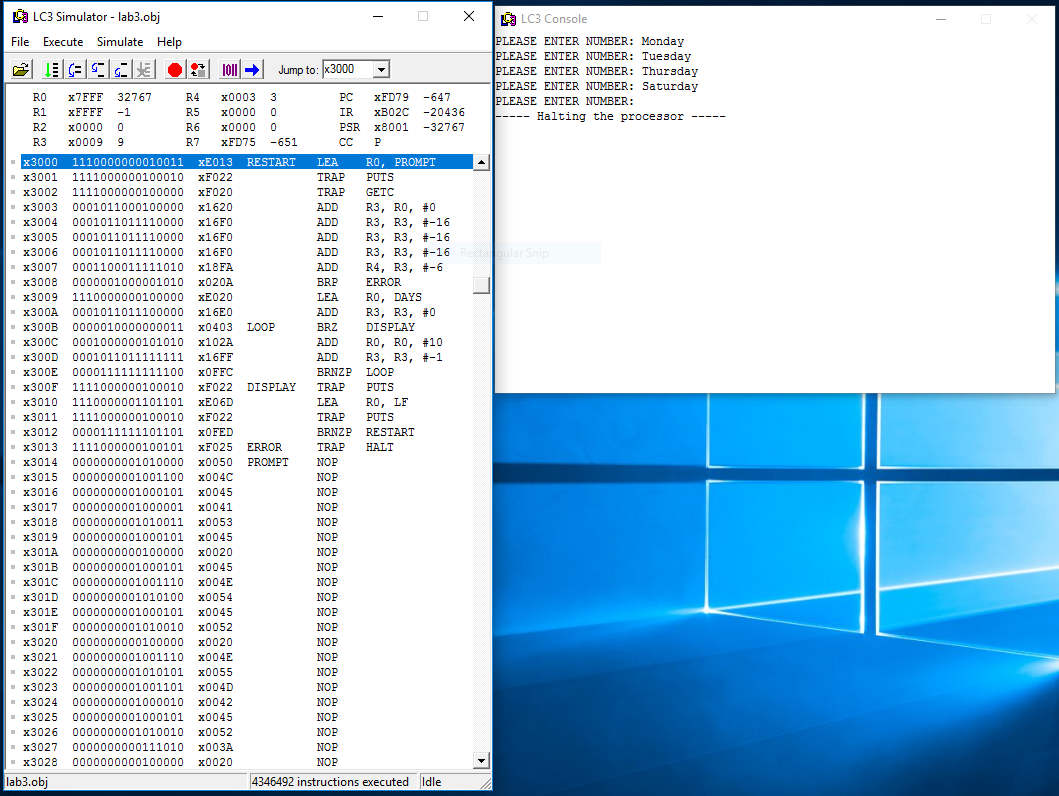 LC3 Simulator - lab3.obj
File Execute Simulate Help
Jump to: x3000
R0 x7FFF 32767 R4 x0003 3 PC xFD79 -647
R1 xFFFF -1 R5 x0000 0 IR xB02C -20436
R2 x0000 0 R6 x0000 0 PSR x8001 -32767
R3 x0009 9 R7 xFD75 -651 CC P
x3000 1110000000010011 xE013 RESTART LEA R0, PROMPT
x3001 1111000000100010 xF022 TRAP PUTS
x3002 1111000000100000 xF020 TRAP GETC
x3003 0001011000100000 x1620 ADD R3, R0, #0
x3004 0001011011110000 x16F0 ADD R3, R3, #-16
x3005 0001011011110000 x16F0 ADD R3, R3, #-16
x3006 0001011011110000 x16F0 ADD R3, R3, #-16
x3007 0001100011111010 x18FA ADD R4, R3, #-6
x3008 0000001000001010 x020A BRP ERROR
x3009 1110000000100000 xE020 LEA R0, DAYS
x300A 0001011011100000 x16E0 ADD R3, R3, #0
x300B 0000010000000011 x0403 LOOP BRZ DISPLAY
x300C 0001000000101010 x102A ADD R0, R0, #10
x300D 0001011011111111 x16FF ADD R3, R3, #-1
x300E 0000111111111100 x0FFC BRNZP LOOP
x300F 1111000000100010 xF022 DISPLAY TRAP PUTS
x3010 1110000001101101 xE06D LEA R0, LF
x3011 1111000000100010 xF022 TRAP PUTS
x3012 0000111111101101 x0FED BRNZP RESTART
x3013 1111000000100101 xF025 ERROR TRAP HALT
x3014 0000000001010000 x0050 PROMPT NOP
x3015 0000000001001100 x004C NOP
x3016 0000000001000101 x0045 NOP
x3017 0000000001000001 x0041 NOP
x3018 0000000001010011 x0053 NOP
x3019 0000000001000101 x0045 NOP
x301A 0000000000100000 x0020 NOP
x301B 0000000001000101 x0045 NOP
x301C 0000000001001110 x004E NOP
x301D 0000000001010100 x0054 NOP
x301E 0000000001000101 x0045 NOP
x301F 0000000001010010 x0052 NOP
x3020 0000000000100000 x0020 NOP
x3021 0000000001001110 x004E NOP
x3022 0000000001010101 x0055 NOP
x3023 0000000001001101 x004D NOP
x3024 0000000001000010 x0042 NOP
x3025 0000000001000101 x0045 NOP
x3026 0000000001010010 x0052 NOP
x3027 0000000000111010 x003A NOP
x3028 0000000000100000 x0020 NOP
lab3.obj 4346492 instructions executed Idle
LC3 Console
PLEASE ENTER NUMBER: Monday
PLEASE ENTER NUMBER: Tuesday
PLEASE ENTER NUMBER: Thursday
PLEASE ENTER NUMBER: Saturday
PLEASE ENTER NUMBER:
----- Halting the processor -----
Rectangular Snip